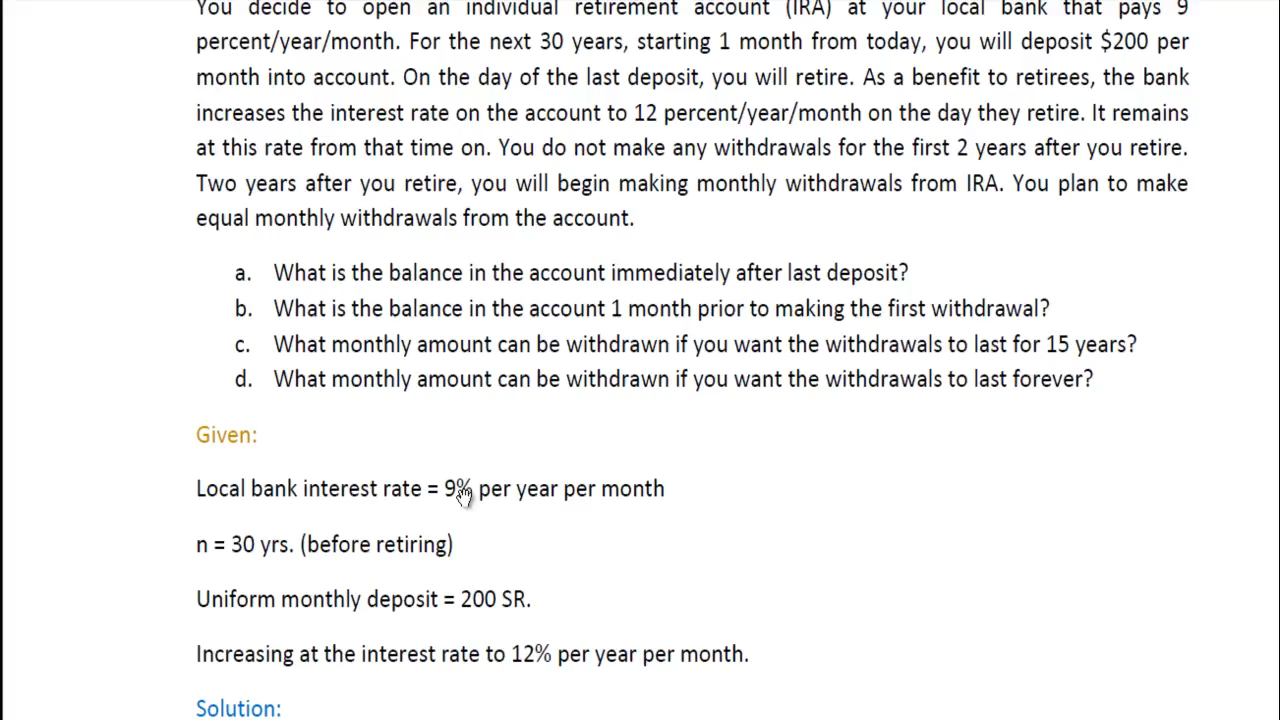 You decide to open an individual retirement account (IRA) at your local bank that pays 9
percent/year/month. For the next 30 years, starting 1 month from today, you will deposit $200 per
month into account. On the day of the last deposit, you will retire. As a benefit to retirees, the bank
increases the interest rate on the account to 12 percent/year/month on the day they retire. It remains
at this rate from that time on. You do not make any withdrawals for the first 2 years after you retire.
Two years after you retire, you will begin making monthly withdrawals from IRA. You plan to make
equal monthly withdrawals from the account.
a. What is the balance in the account immediately after last deposit?
b. What is the balance in the account 1 month prior to making the first withdrawal?
c. What monthly amount can be withdrawn if you want the withdrawals to last for 15 years?
d. What monthly amount can be withdrawn if you want the withdrawals to last forever?
Given:
Local bank interest rate = 9% per year per month
n = 30 yrs. (before retiring)
Uniform monthly deposit = 200 SR.
Increasing at the interest rate to 12% per year per month.
Solution: